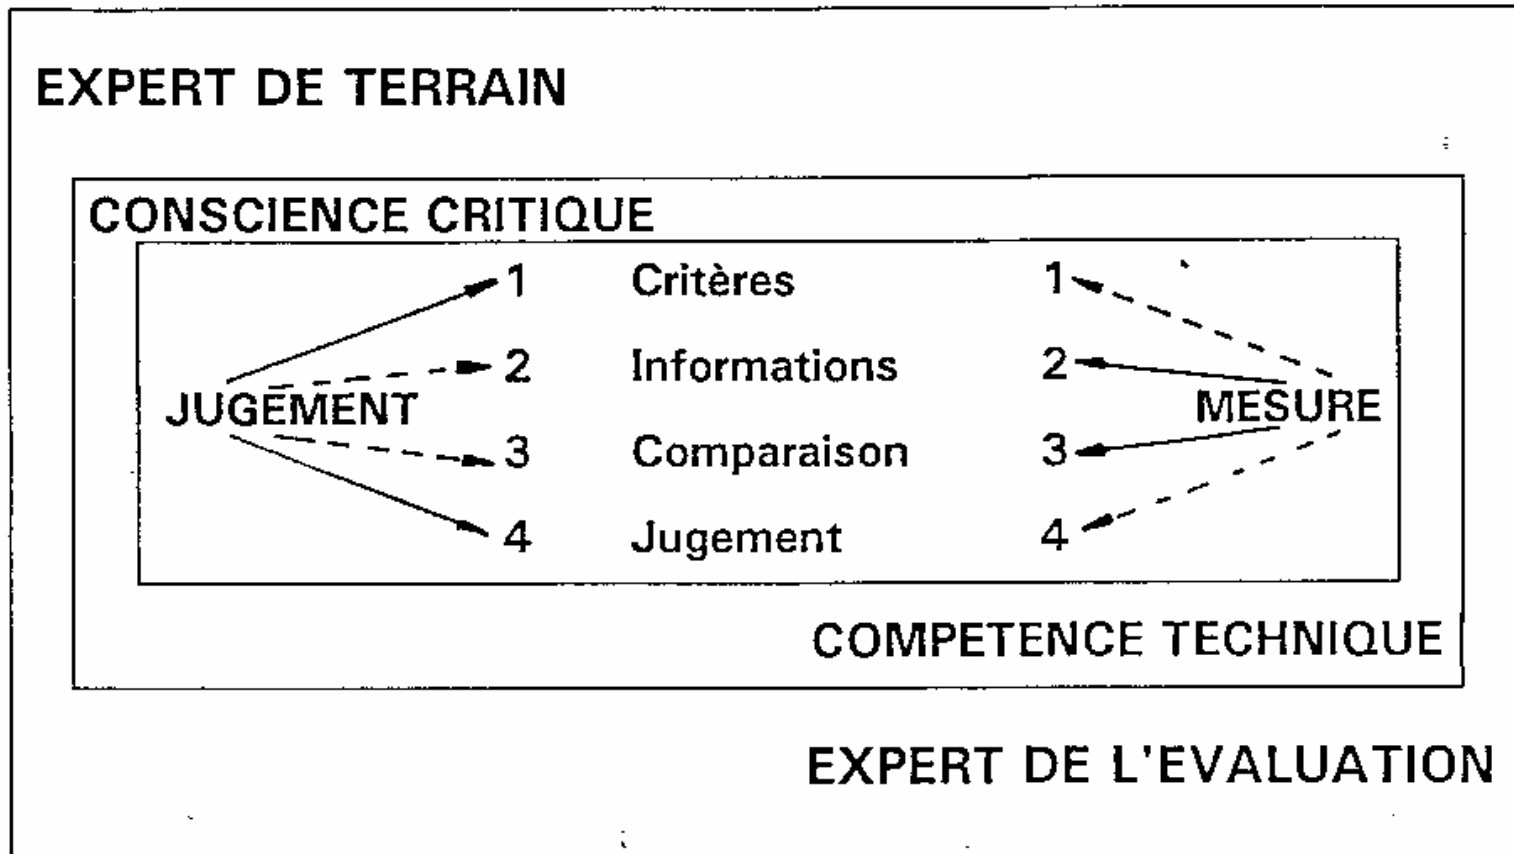 EXPERT DE TERRAIN
CONSCIENCE CRITIQUE
1 Critères 1
2 Informations 2
JUGEMENT MESURE
3 Comparaison 3
4 Jugement 4
COMPETENCE TECHNIQUE
EXPERT DE L'EVALUATION